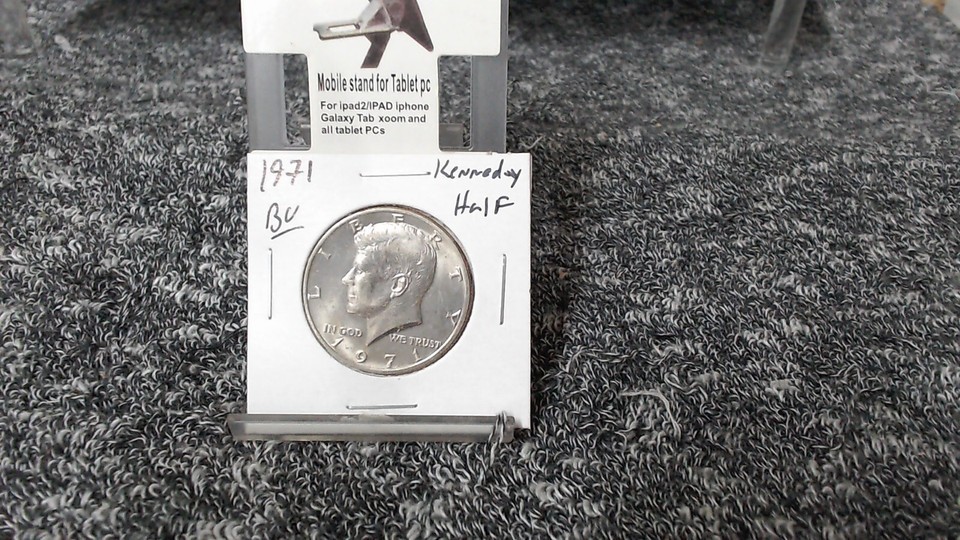 Mobile stand for Tablet pc
For ipad2/IPAD iphone
Galaxy Tab xoom and
all tablet PCs
1971 Kennedy
BU Half
LIBERTY
IN GOD WE TRUST
1971